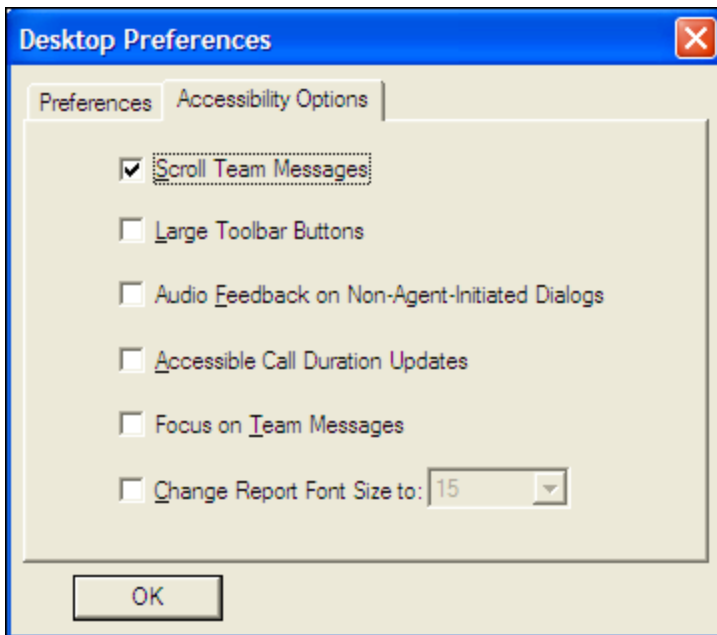 Desktop Preferences
Preferences Accessibility Options
Scroll Team Messages
Large Toolbar Buttons
Audio Feedback on Non-Agent-Initiated Dialogs
Accessible Call Duration Updates
Focus on Team Messages
Change Report Font Size to: 15
OK